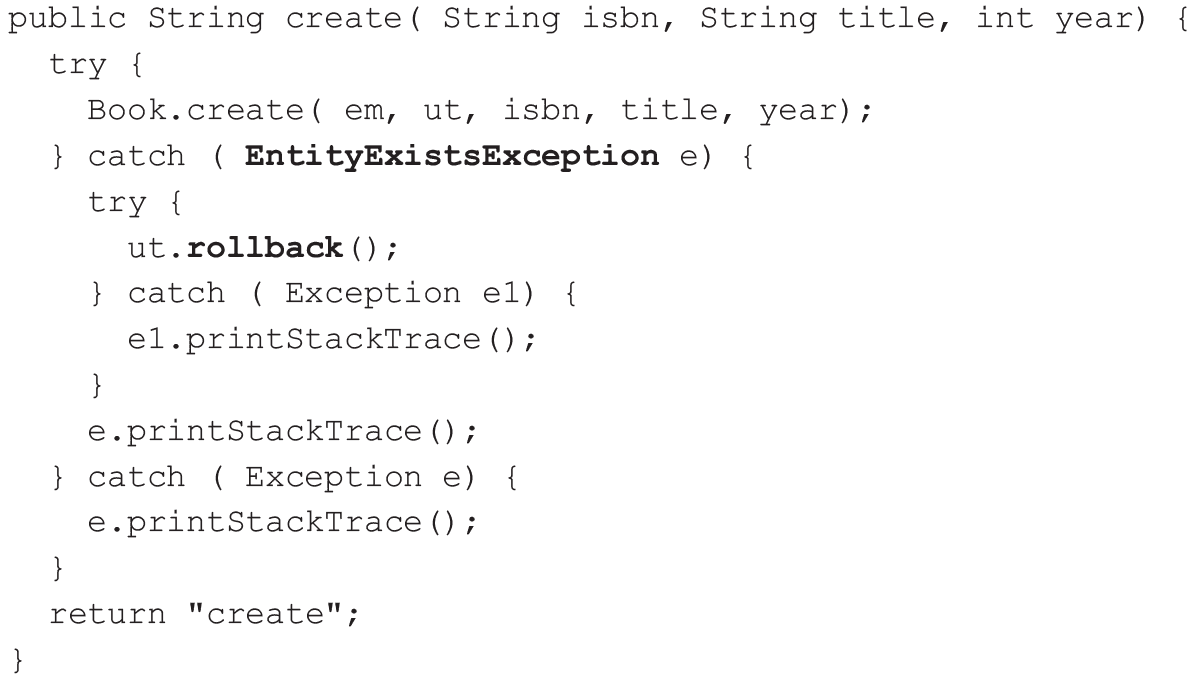 public String create( String isbn, String title, int year) {
  try {
    Book.create( em, ut, isbn, title, year);
  } catch ( EntityExistsException e) {
    try {
      ut.rollback();
    } catch ( Exception e1) {
      e1.printStackTrace();
    }
    e.printStackTrace();
  } catch ( Exception e) {
    e.printStackTrace();
  }
  return "create";
}